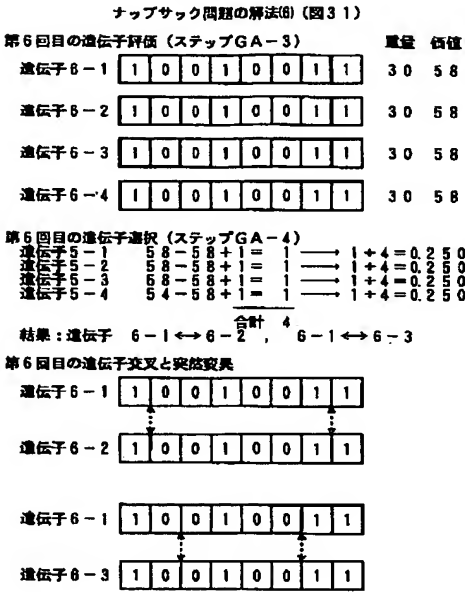 ナップサック問題の解法(6) (図31)
第6回目の遺伝子評価 (ステップGA-3) 重量 価値
遺伝子6-1 1 0 0 1 0 0 1 1 30 58
遺伝子6-2 1 0 0 1 0 0 1 1 30 58
遺伝子6-3 1 0 0 1 0 0 1 1 30 58
遺伝子6-4 1 0 0 1 0 0 1 1 30 58
第6回目の遺伝子選択 (ステップGA-4)
遺伝子5-1 58-58+1= 1 → 1÷4=0.250
遺伝子5-2 58-58+1= 1 → 1÷4=0.250
遺伝子5-3 58-58+1= 1 → 1÷4=0.250
遺伝子5-4 54-58+1= 1 → 1÷4=0.250
合計 4
結果:遺伝子 6-1↔6-2, 6-1↔6-3
第6回目の遺伝子交叉と突然変異
遺伝子6-1 1 0 0 1 0 0 1 1
遺伝子6-2 1 0 0 1 0 0 1 1
遺伝子6-1 1 0 0 1 0 0 1 1
遺伝子6-3 1 0 0 1 0 0 1 1